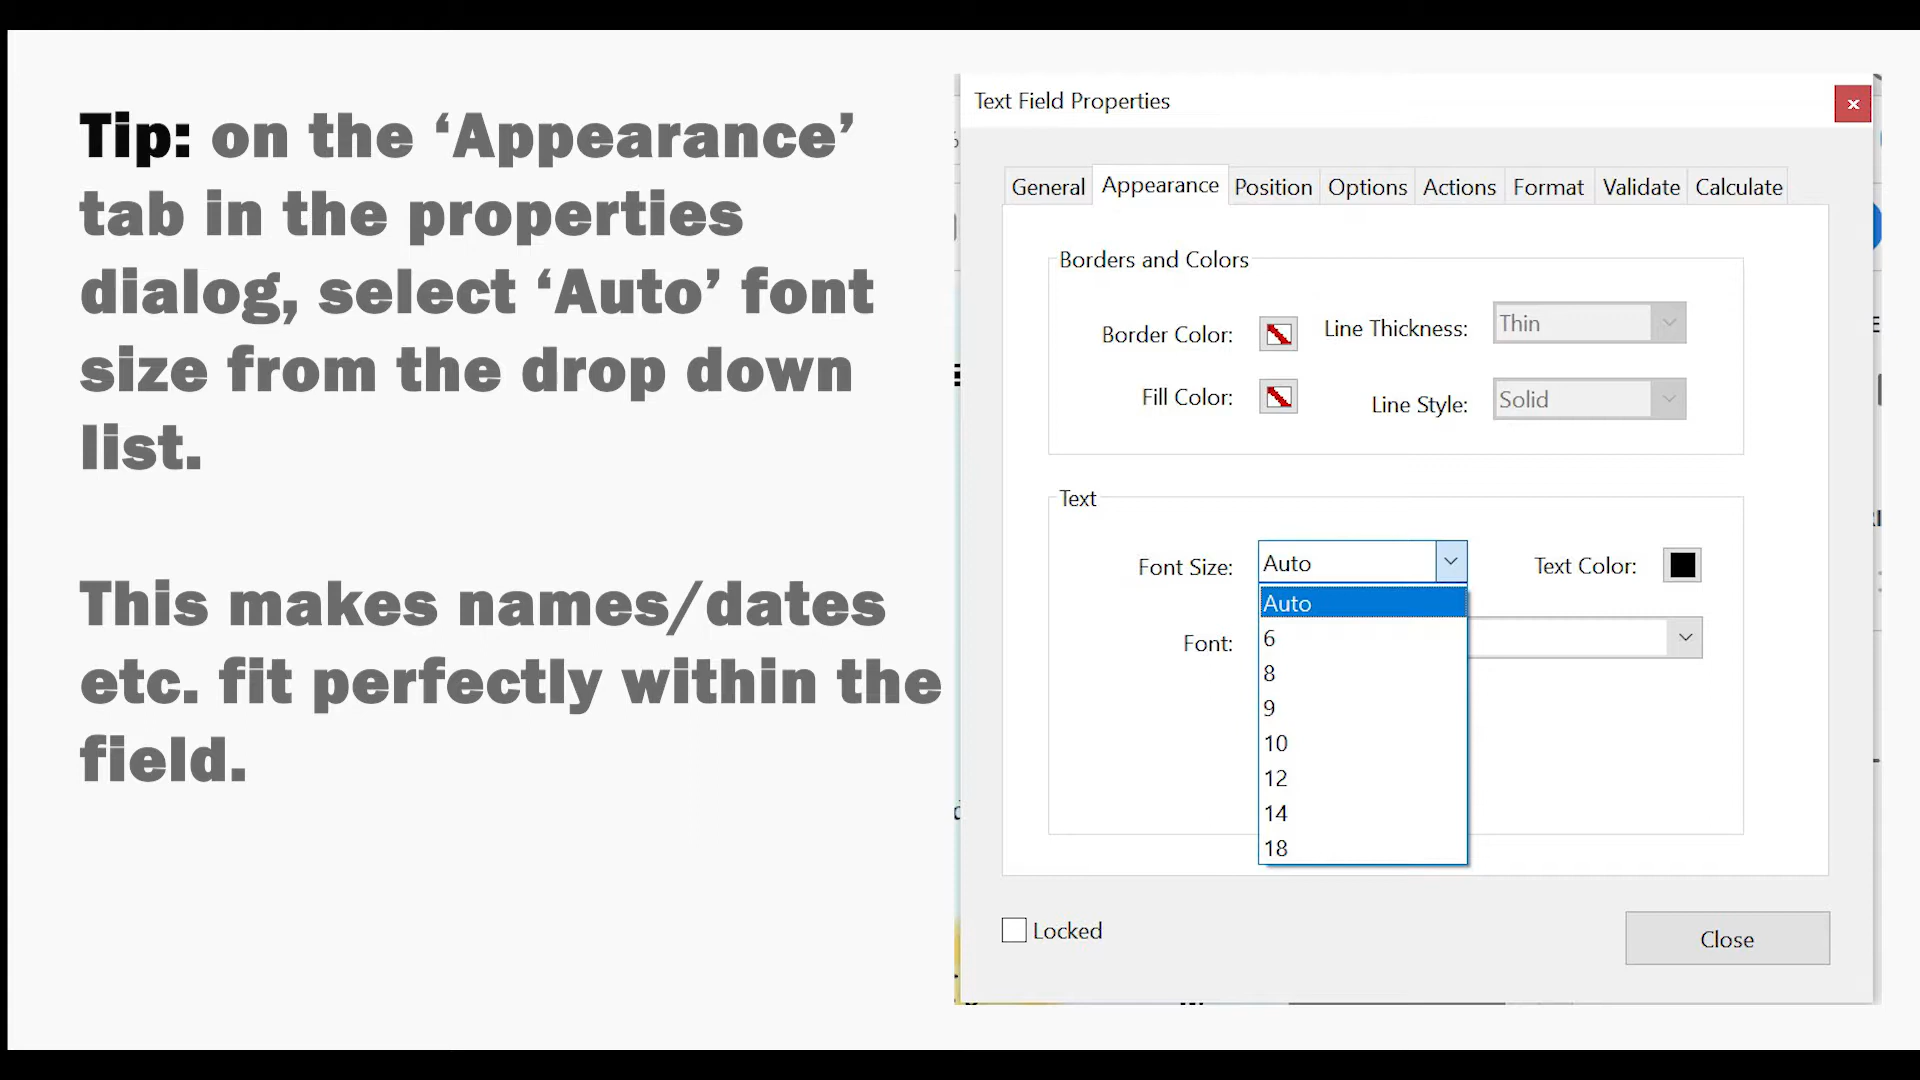 Tip: on the ‘Appearance’
tab in the properties
dialog, select ‘Auto’ font
size from the drop down
list.
This makes names/dates
etc. fit perfectly within the
field.
Text Field Properties
General Appearance Position Options Actions Format Validate Calculate
Borders and Colors
Border Color: Line Thickness: Thin
Fill Color: Line Style: Solid
Text
Font Size: Auto Text Color:
Auto
Font:
6
8
9
10
12
14
18
Locked
Close